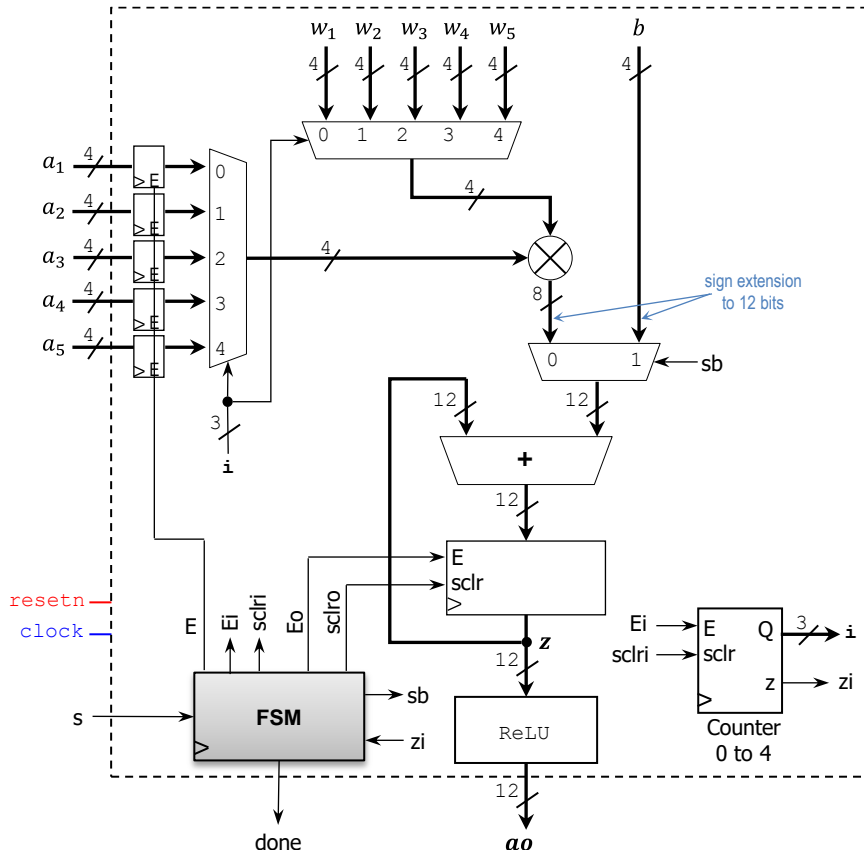 w₁ w₂ w₃ w₄ w₅ b
4 4 4 4 4 4
0 1 2 3 4
a₁ 4 E 0
a₂ 4 E 1
a₃ 4 E 2
a₄ 4 E 3
a₅ 4 E 4
4
4
8
sign extension
to 12 bits
0 1 sb
3
i
12 12
+
12
E
sclr
z
12
resetn
clock
E Ei sclri Eo sclro
s FSM sb
zi
done
ReLU
12
ao
Ei E Q 3 i
sclri sclr
z zi
Counter
0 to 4